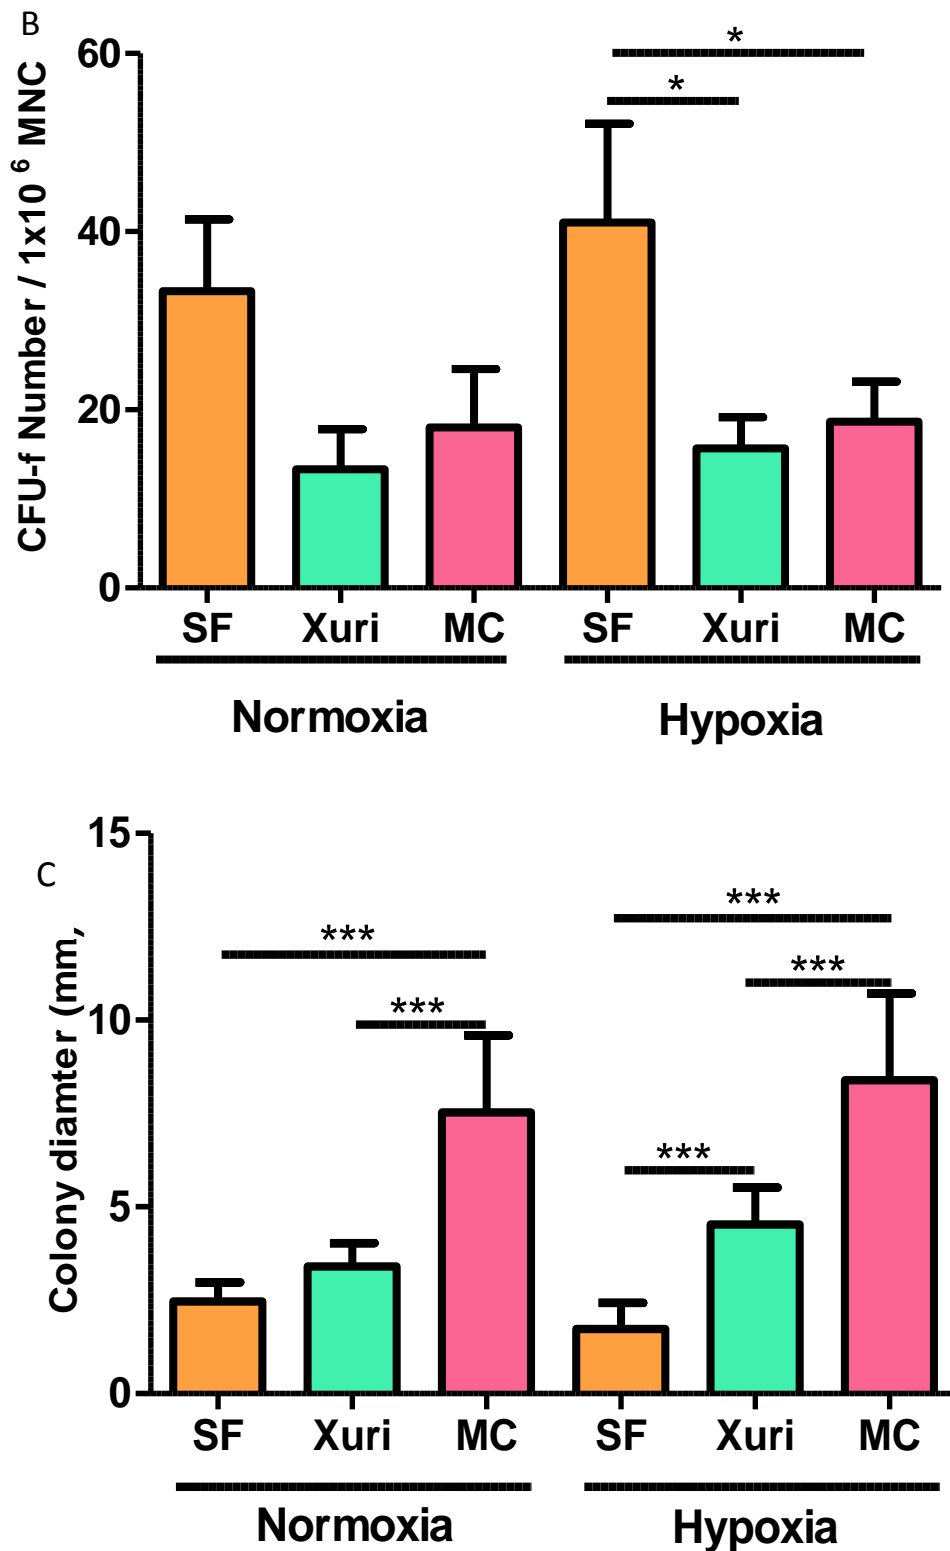 B
CFU-f Number / 1x10 6 MNC
60
40
20
0
*
*
SF Xuri MC SF Xuri MC
Normoxia Hypoxia
C
Colony diamter (mm,
15
10
5
0
***
***
***
***
***
SF Xuri MC SF Xuri MC
Normoxia Hypoxia